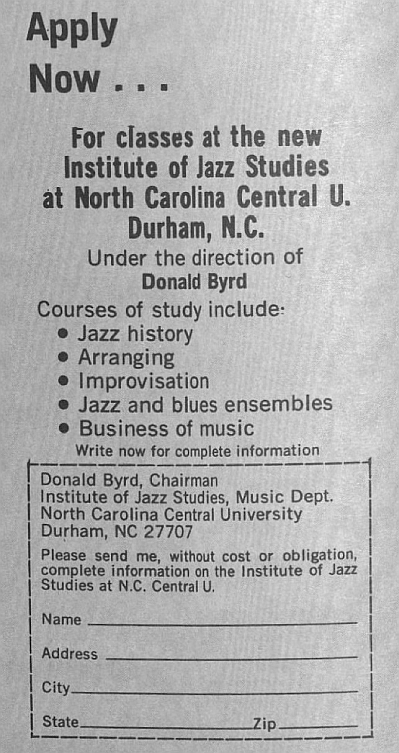 Apply
Now . . .
For classes at the new
Institute of Jazz Studies
at North Carolina Central U.
Durham, N.C.
Under the direction of
Donald Byrd
Courses of study include:
• Jazz history
• Arranging
• Improvisation
• Jazz and blues ensembles
• Business of music
Write now for complete information
Donald Byrd, Chairman
Institute of Jazz Studies, Music Dept.
North Carolina Central University
Durham, NC 27707
Please send me, without cost or obligation,
complete information on the Institute of Jazz
Studies at N.C. Central U.
Name
Address
City
State Zip